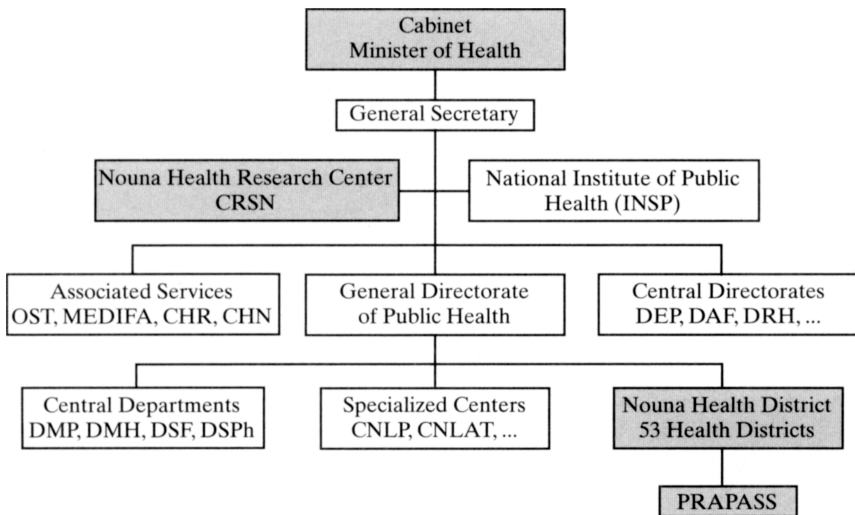 Cabinet
Minister of Health
General Secretary
Nouna Health Research Center
CRSN
National Institute of Public
Health (INSP)
Associated Services
OST, MEDIFA, CHR, CHN
General Directorate
of Public Health
Central Directorates
DEP, DAF, DRH, ...
Central Departments
DMP, DMH, DSF, DSPh
Specialized Centers
CNLP, CNLAT, ...
Nouna Health District
53 Health Districts
PRAPASS